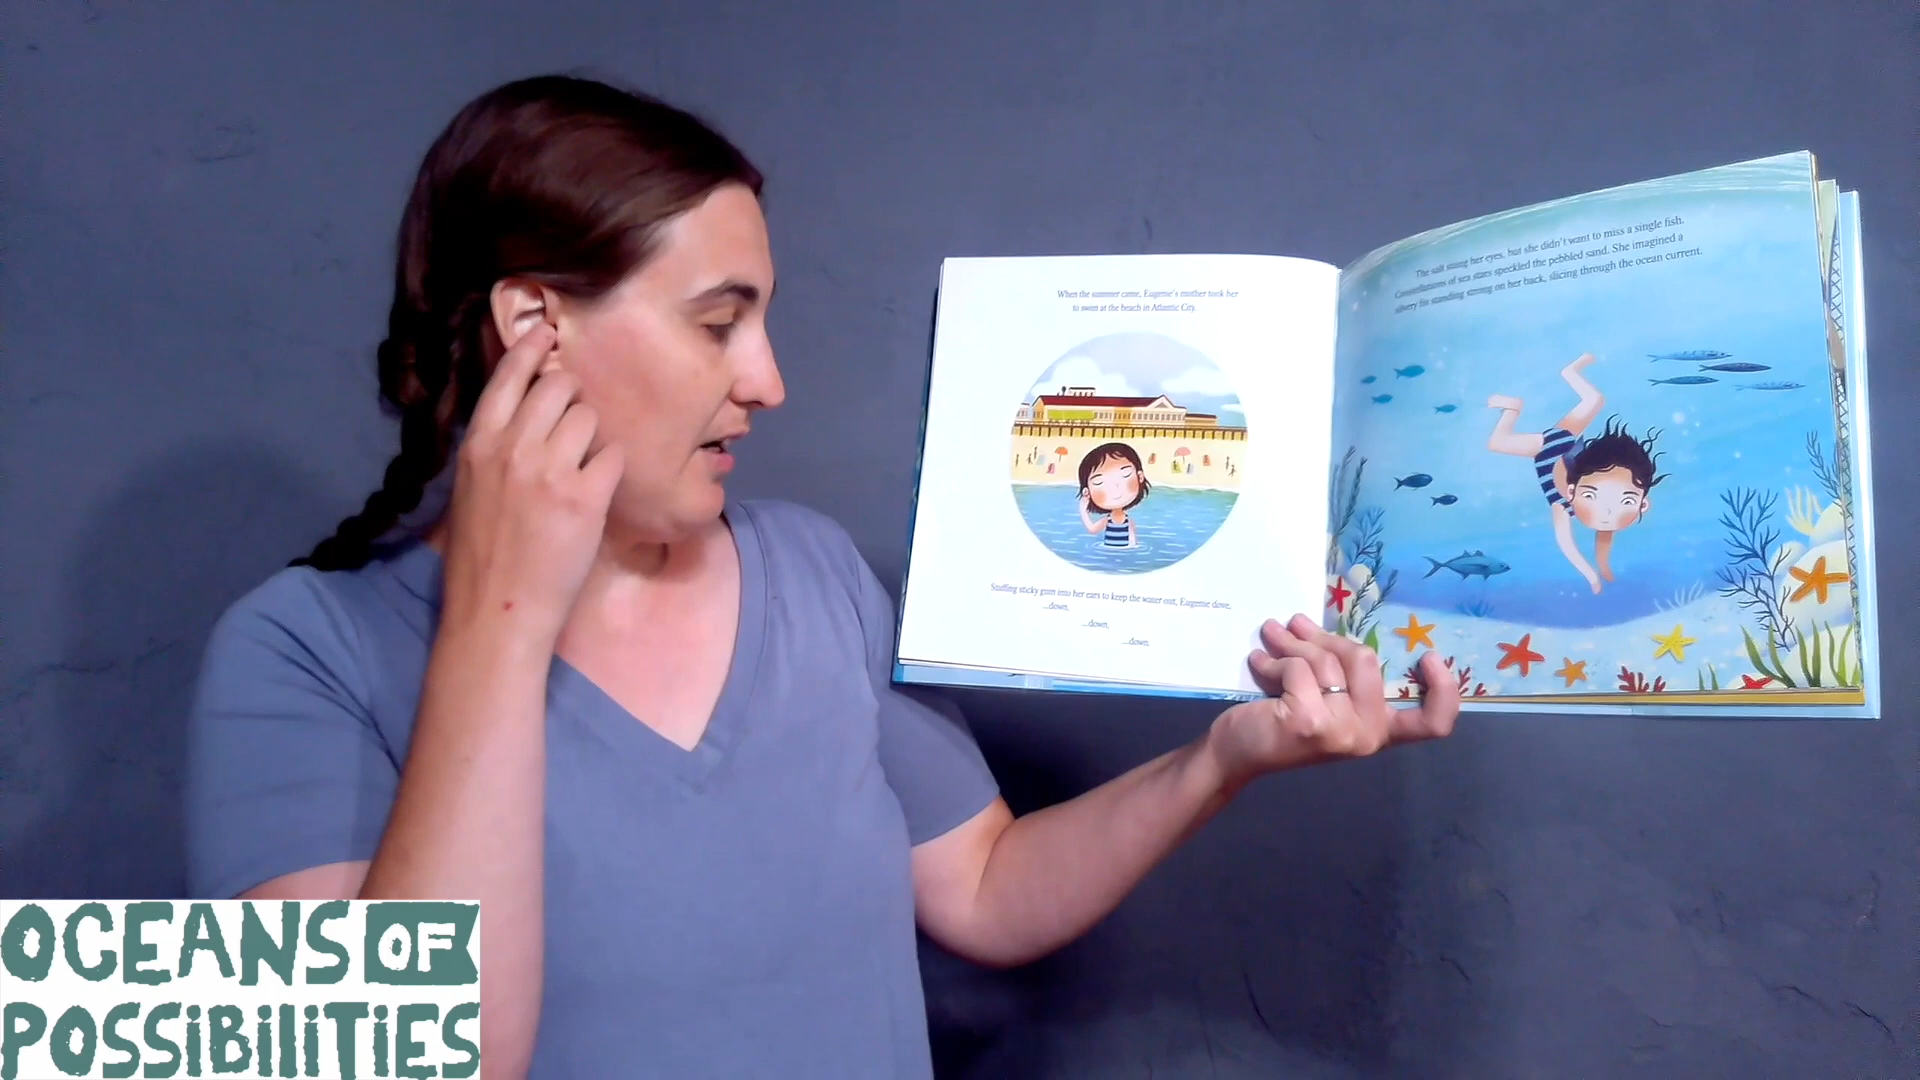 When the summer came, Eugenie's mother took her
to swim at the beach in Atlantic City.
Stuffing sticky gum into her ears to keep the water out, Eugenie dove,
...down,
...down,
...down.
The salt stung her eyes, but she didn't want to miss a single fish.
Constellations of sea stars speckled the pebbled sand. She imagined a
silvery fin standing strong on her back, slicing through the ocean current.
OCEANS OF
POSSIBILITIES